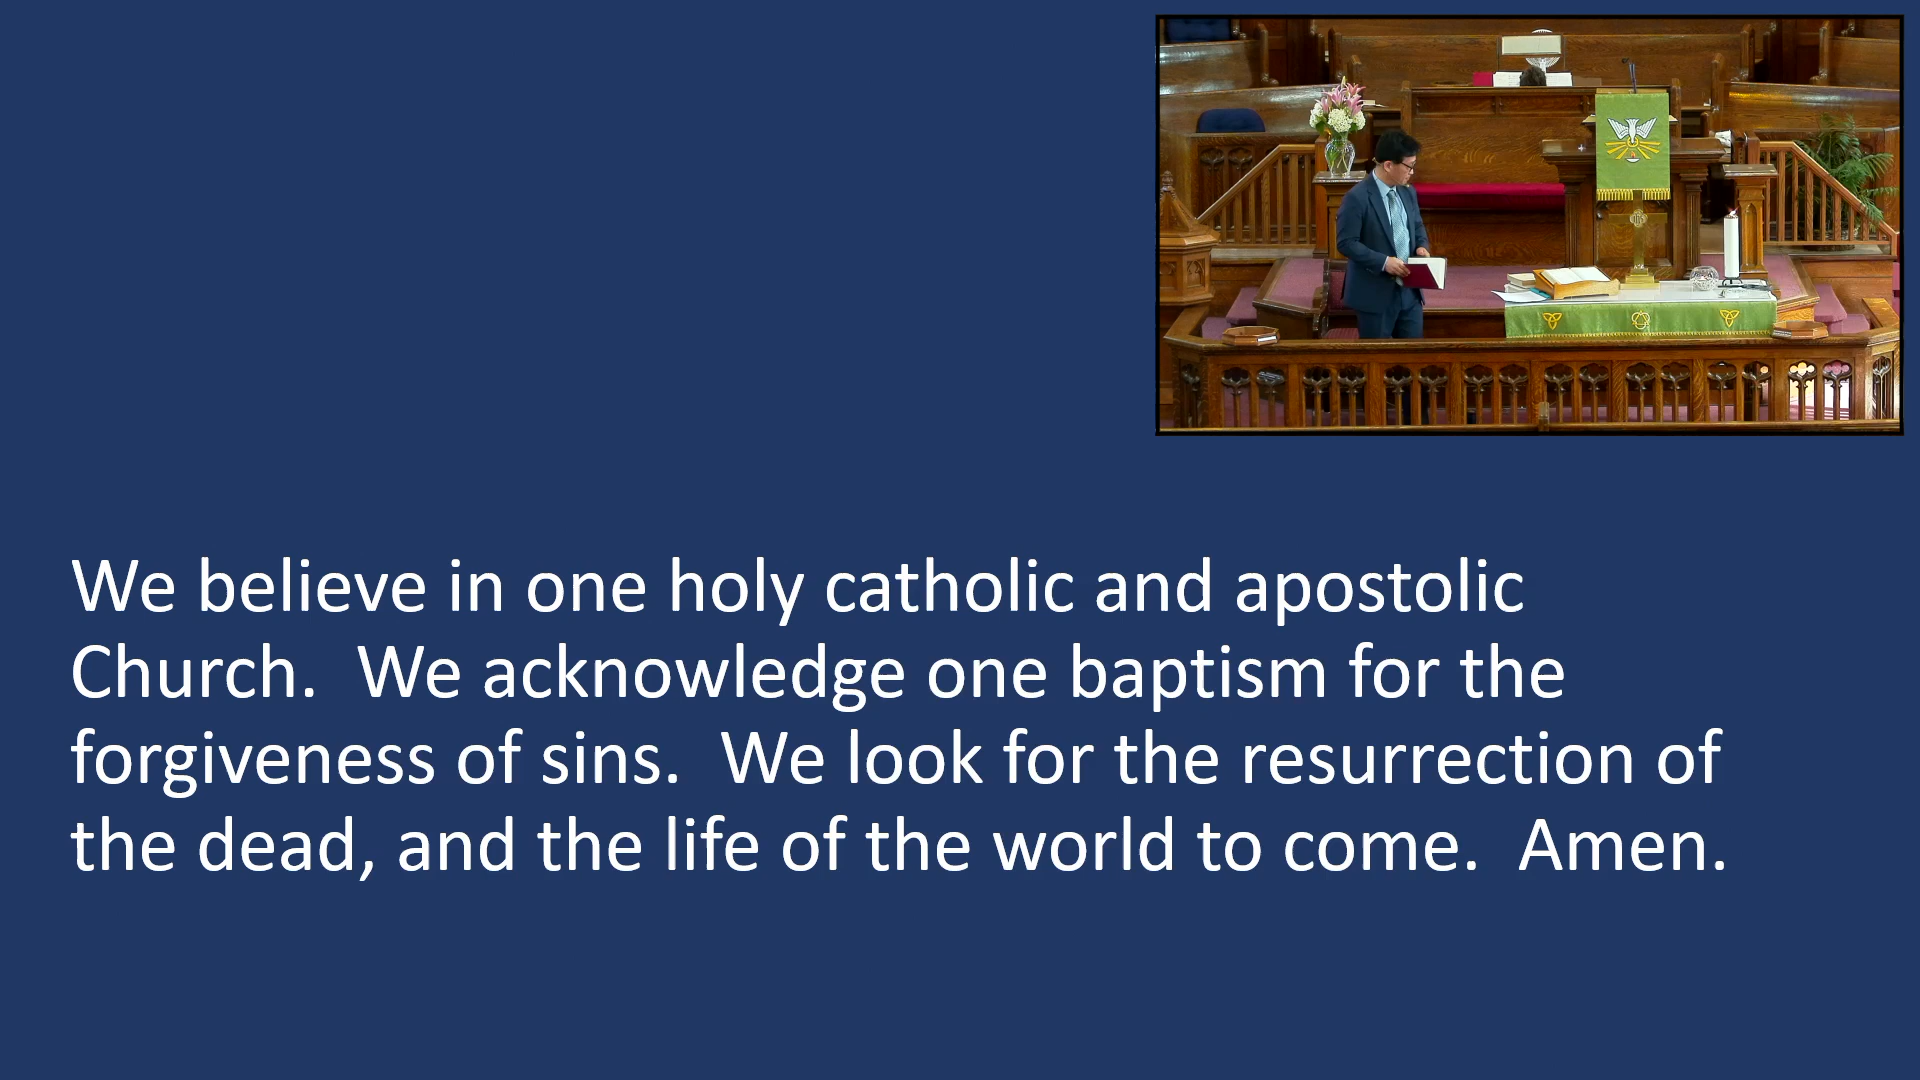 We believe in one holy catholic and apostolic
Church.  We acknowledge one baptism for the
forgiveness of sins.  We look for the resurrection of
the dead, and the life of the world to come.  Amen.